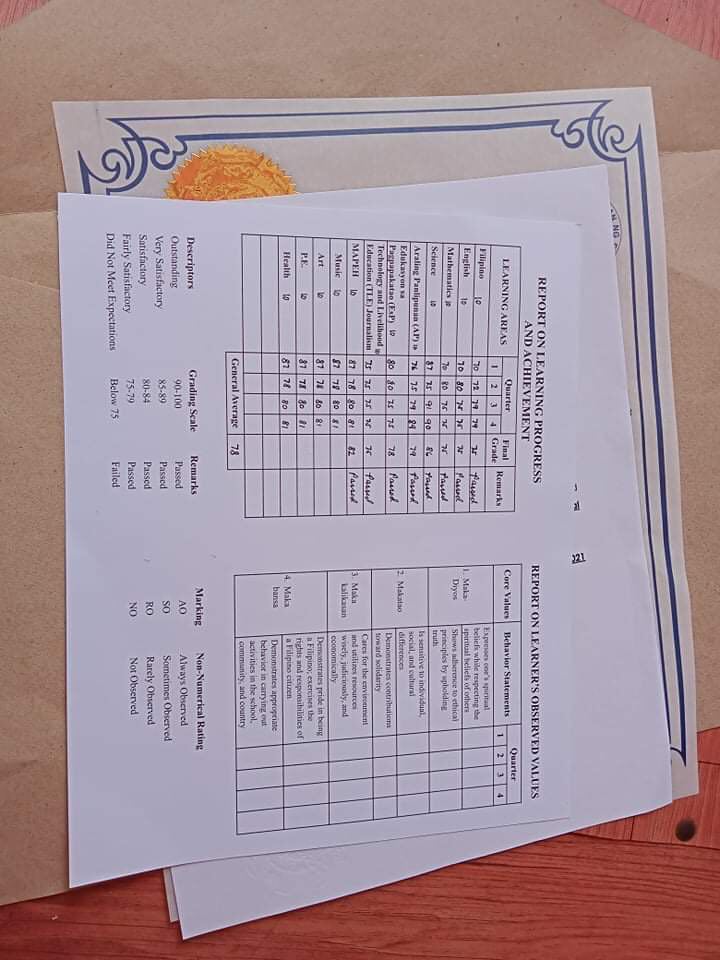 AN NG
221
REPORT ON LEARNING PROGRESS
AND ACHIEVEMENT
LEARNING AREAS Quarter Final Grade Remarks
1 2 3 4
Filipino 10 70 72 79 79 75 Passed
English 10 70 80 75 75 75 Passed
Mathematics 10 70 80 75 75 75 Passed
Science 10 87 75 91 90 86 Passed
Araling Panlipunan (AP) 10 76 75 79 84 79 Passed
Edukasyon sa
Pagpapakatao (EsP) 10 80 80 75 75 78 Passed
Technology and Livelihood 10
Education (TLE) Journalism 75 75 75 75 75 Passed
MAPEH 10 87 78 80 81 82 Passed
Music 10 87 78 80 81
Art 10 87 78 80 81
P.E. 10 87 78 80 81
Health 10 87 78 80 81
General Average 78
Descriptors Grading Scale Remarks
Outstanding 90-100 Passed
Very Satisfactory 85-89 Passed
Satisfactory 80-84 Passed
Fairly Satisfactory 75-79 Passed
Did Not Meet Expectations Below 75 Failed
REPORT ON LEARNER'S OBSERVED VALUES
Core Values Behavior Statements Quarter
1 2 3 4
1. Maka-
Diyos
Expresses one's spiritual
beliefs while respecting the
spiritual beliefs of others
Shows adherence to ethical
principles by upholding
truth
2. Makatao
Is sensitive to individual,
social, and cultural
differences
Demonstrates contributions
toward solidarity
3. Maka
kalikasan
Cares for the environment
and utilizes resources
wisely, judiciously, and
economically
4. Maka
bansa
Demonstrates pride in being
a Filipino; exercises the
rights and responsibilities of
a Filipino citizen
Demonstrates appropriate
behavior in carrying out
activities in the school,
community, and country
Marking Non-Numerical Rating
AO Always Observed
SO Sometimes Observed
RO Rarely Observed
NO Not Observed